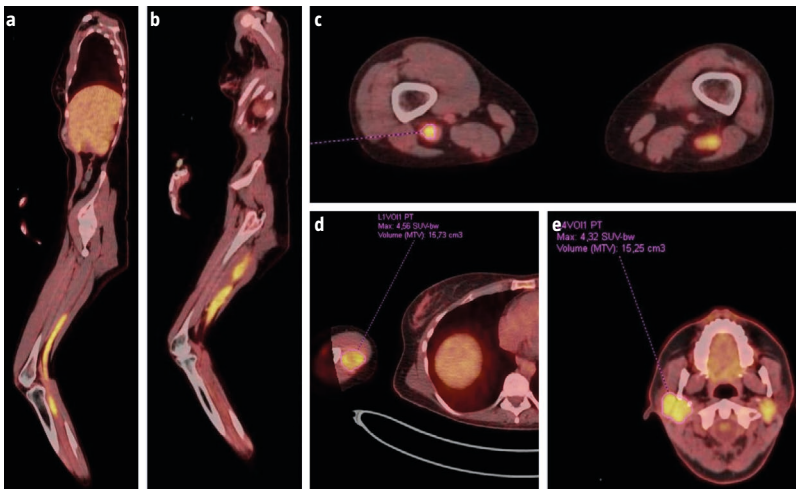 a
b
c
d
L1VOI1 PT
Max: 4,56 SUV-bw
Volume (MTV): 15,73 cm3
e
4VOI1 PT
Max: 4,32 SUV-bw
Volume (MTV): 15,25 cm3